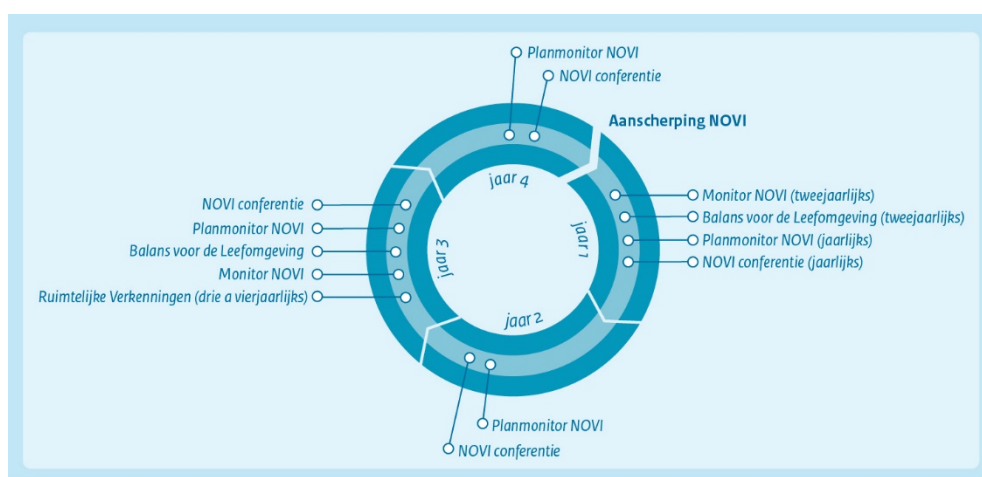 Planmonitor NOVI
NOVI conferentie
Aanscherping NOVI
jaar 4
Monitor NOVI (tweejaarlijks)
Balans voor de Leefomgeving (tweejaarlijks)
Planmonitor NOVI (jaarlijks)
NOVI conferentie (jaarlijks)
jaar 1
NOVI conferentie
Planmonitor NOVI
Balans voor de Leefomgeving
Monitor NOVI
Ruimtelijke Verkenningen (drie a vierjaarlijks)
jaar 3
jaar 2
Planmonitor NOVI
NOVI conferentie